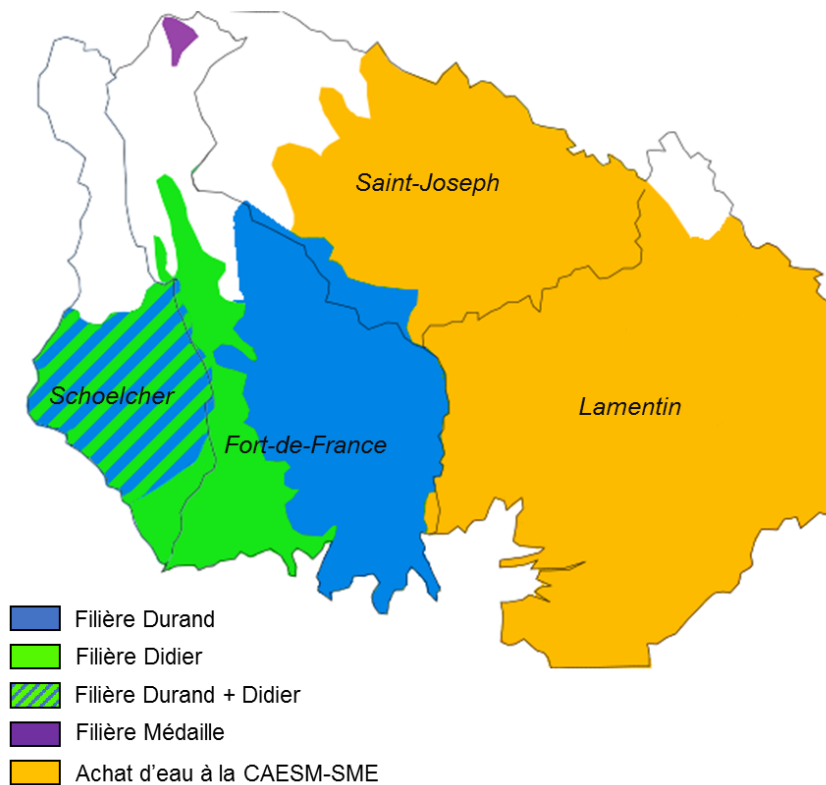 Saint-Joseph
Schoelcher
Lamentin
Fort-de-France
Filière Durand
Filière Didier
Filière Durand + Didier
Filière Médaille
Achat d'eau à la CAESM-SME